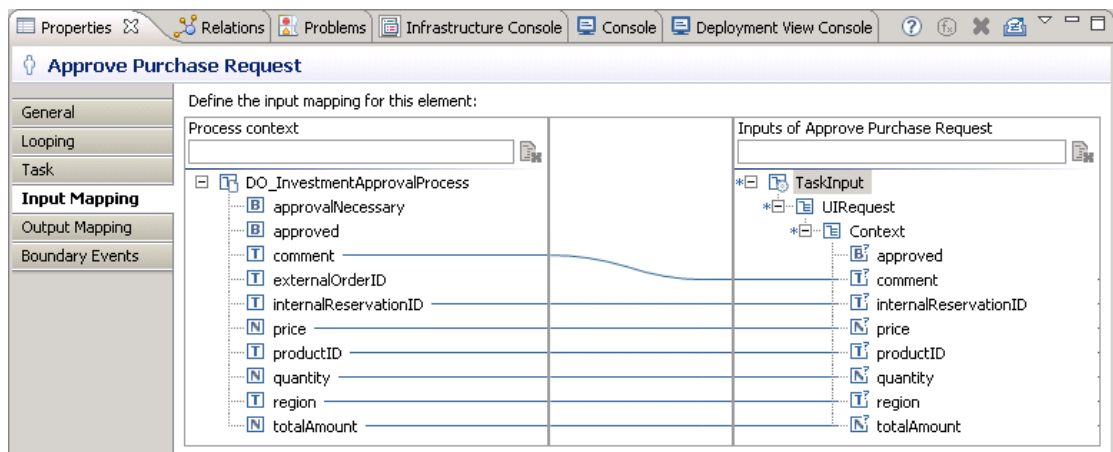 Properties Relations Problems Infrastructure Console Console Deployment View Console
Approve Purchase Request
General
Looping
Task
Input Mapping
Output Mapping
Boundary Events
Define the input mapping for this element:
Process context
DO_InvestmentApprovalProcess
B approvalNecessary
B approved
T comment
T externalOrderID
T internalReservationID
N price
T productID
N quantity
T region
N totalAmount
Inputs of Approve Purchase Request
* TaskInput
* UIRequest
* Context
B? approved
T? comment
T? internalReservationID
N? price
T? productID
N? quantity
T? region
N? totalAmount